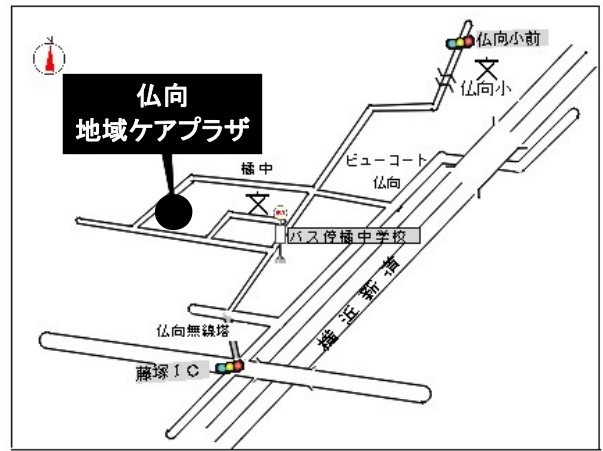 仏向小前
仏向小
仏向
地域ケアプラザ
橘中
ビューコート
仏向
バス停橘中学校
横浜新道
仏向無線塔
藤塚IC